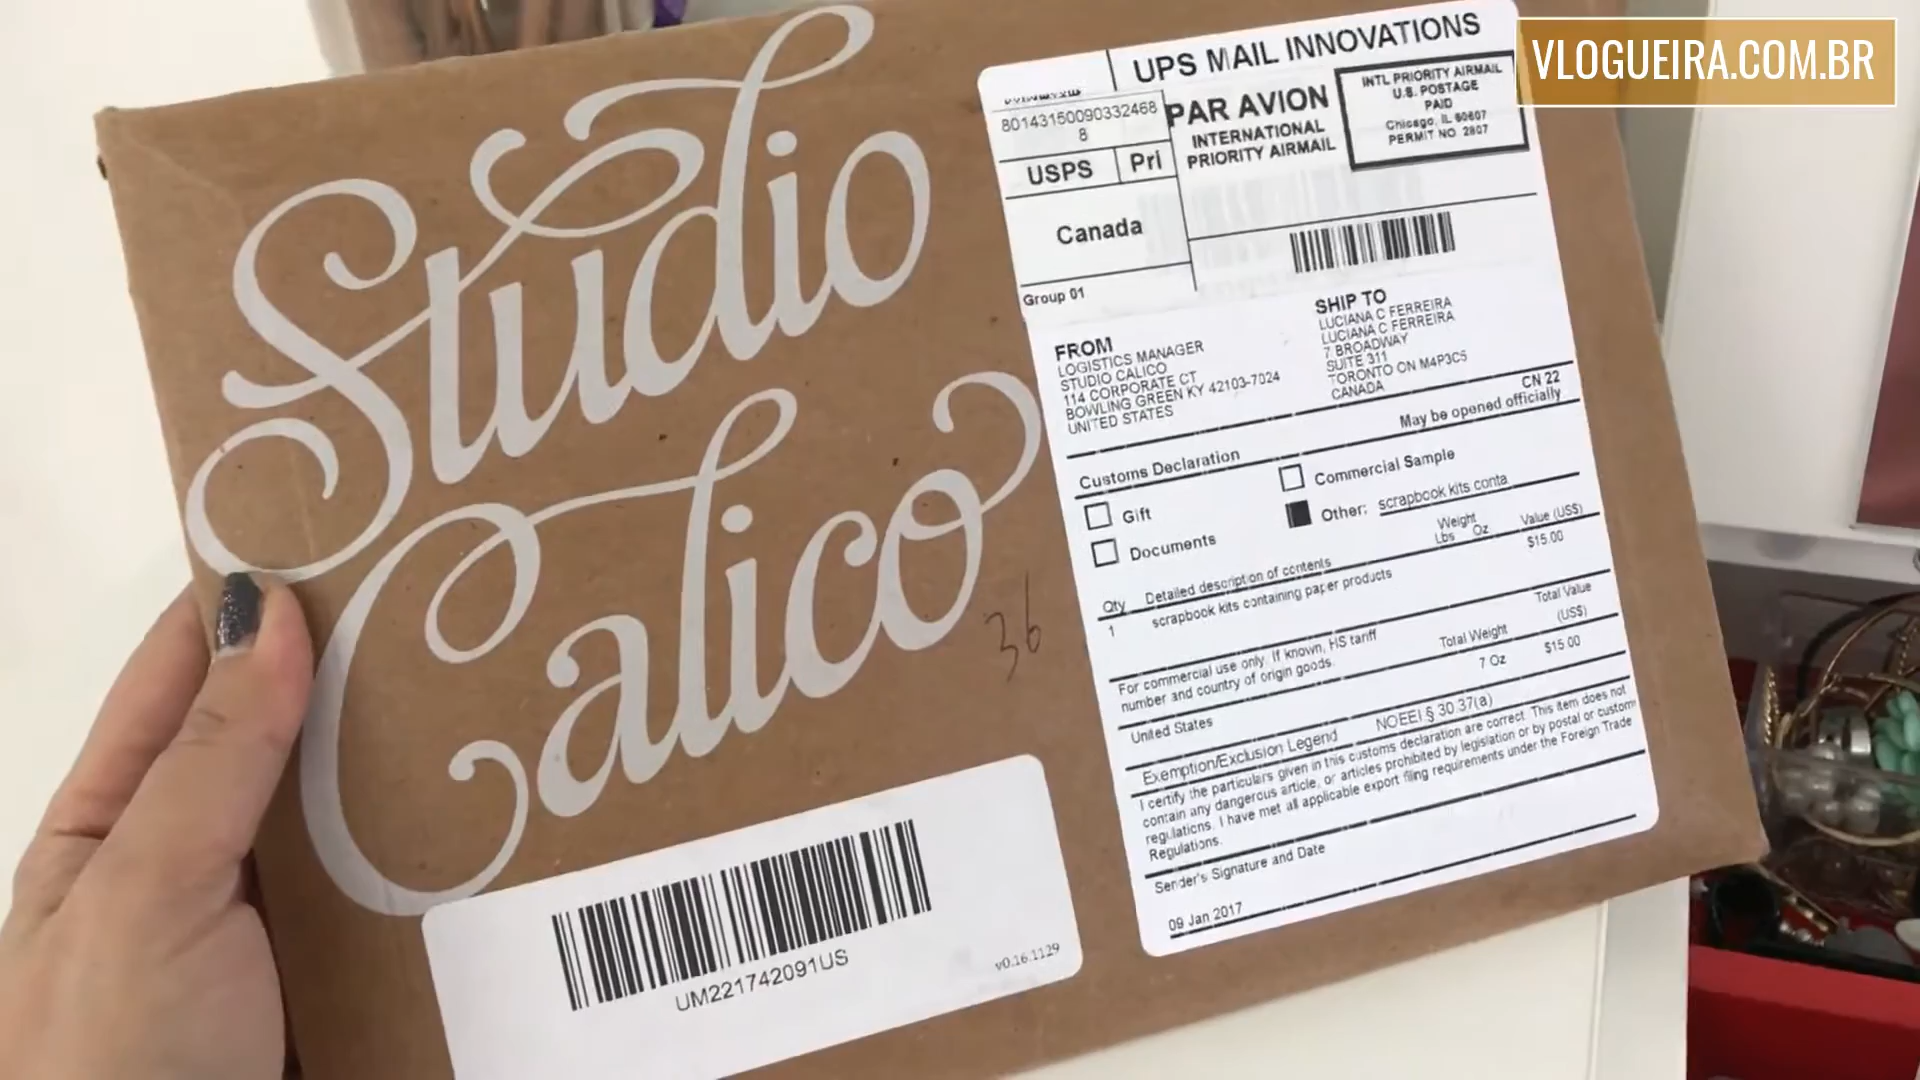 VLOGUEIRA.COM.BR
Studio
Calico
36
UPS MAIL INNOVATIONS
80143150090332468
8
USPS
Pri
Canada
Group 01
PAR AVION
INTERNATIONAL
PRIORITY AIRMAIL
INTL PRIORITY AIRMAIL
U.S. POSTAGE
PAID
Chicago, IL 60607
PERMIT NO 2807
FROM
LOGISTICS MANAGER
STUDIO CALICO
114 CORPORATE CT
BOWLING GREEN KY 42103-7024
UNITED STATES
SHIP TO
LUCIANA C FERREIRA
LUCIANA C FERREIRA
7 BROADWAY
SUITE 311
TORONTO ON M4P3C5
CANADA
CN 22
May be opened officially
Customs Declaration
Gift
Documents
Commercial Sample
Other: scrapbook kits conta
Weight
Lbs Oz
Value (US$)
Qty Detailed description of contents
1 scrapbook kits containing paper products
$15.00
For commercial use only. If known, HS tariff
number and country of origin goods.
Total Weight
7 Oz
Total Value
(US$)
$15.00
United States
Exemption/Exclusion Legend NOEEI § 30.37(a)
I certify the particulars given in this customs declaration are correct. This item does not
contain any dangerous article, or articles prohibited by legislation or by postal or custom
regulations. I have met all applicable export filing requirements under the Foreign Trade
Regulations.
Sender's Signature and Date
09 Jan 2017
UM221742091US
v0.16.1129